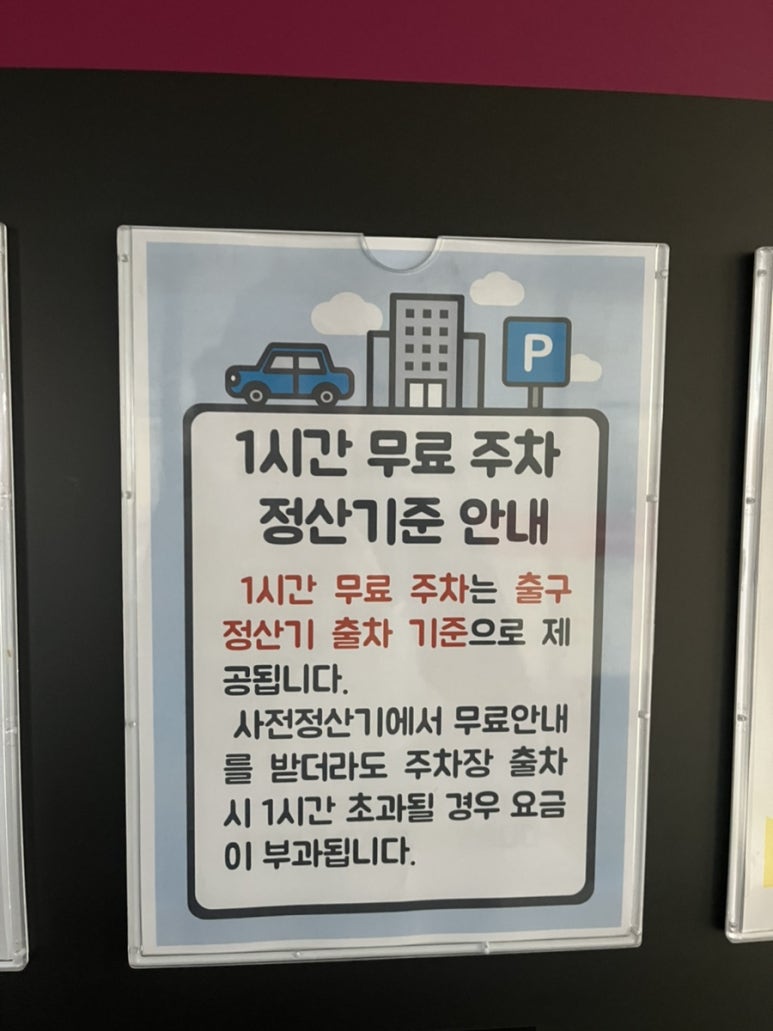 P
1시간 무료 주차
정산기준 안내
1시간 무료 주차는 출구
정산기 출차 기준으로 제
공됩니다.
사전정산기에서 무료안내
를 받더라도 주차장 출차
시 1시간 초과될 경우 요금
이 부과됩니다.